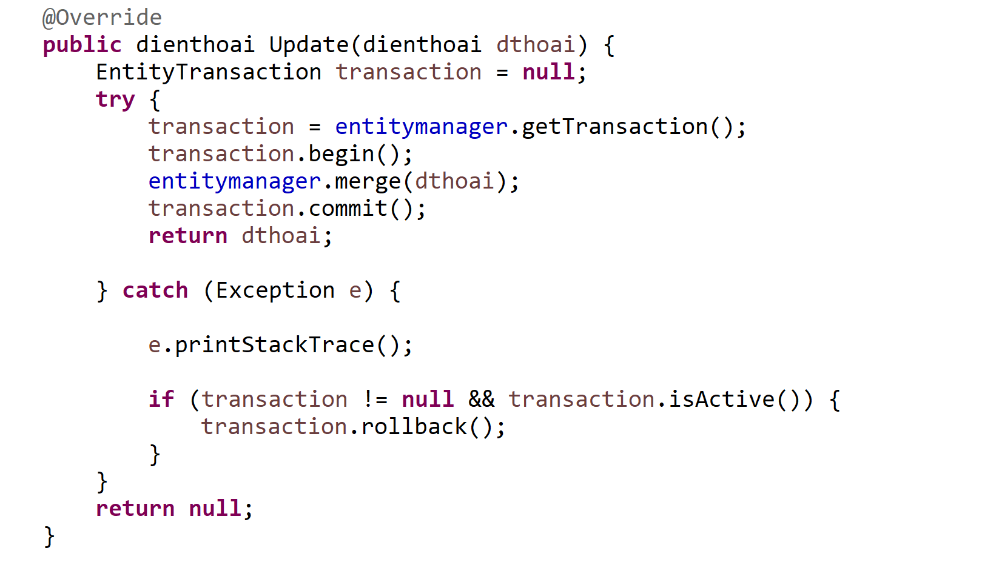 @Override
public dienthoai Update(dienthoai dthoai) {
EntityTransaction transaction = null;
try {
transaction = entitymanager.getTransaction();
transaction.begin();
entitymanager.merge(dthoai);
transaction.commit();
return dthoai;
} catch (Exception e) {
e.printStackTrace();
if (transaction != null && transaction.isActive()) {
transaction.rollback();
}
}
return null;
}